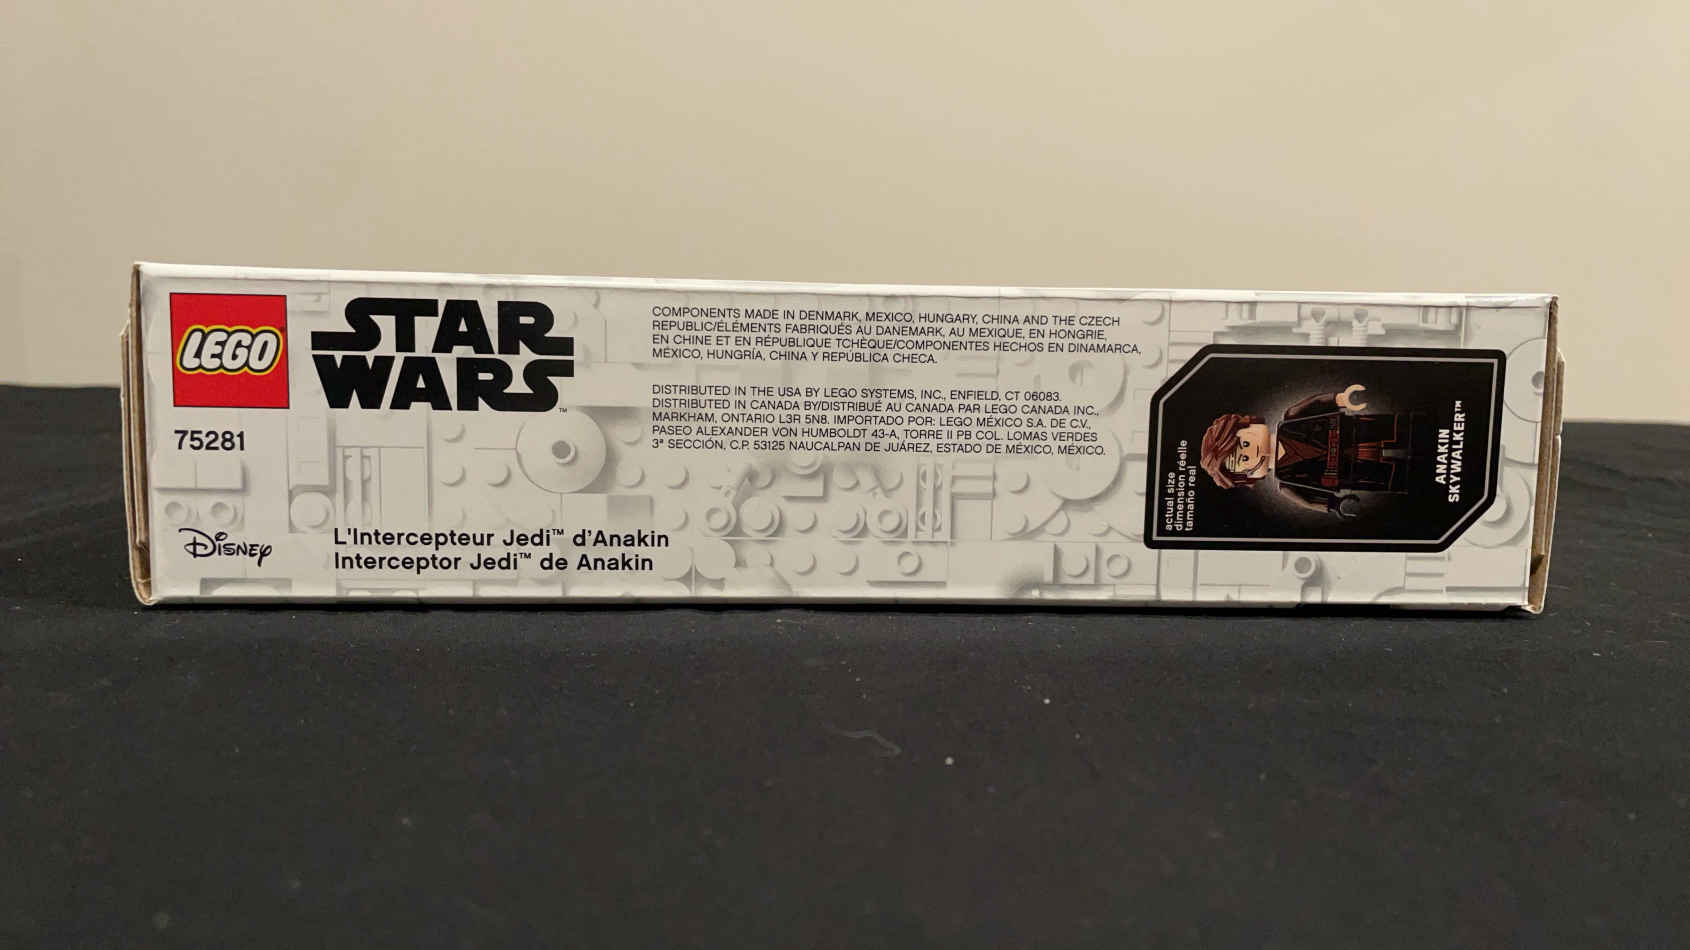 LEGO
STAR
WARS™
75281
Disney
L'Intercepteur Jedi™ d'Anakin
Interceptor Jedi™ de Anakin
COMPONENTS MADE IN DENMARK, MEXICO, HUNGARY, CHINA AND THE CZECH
REPUBLIC/ÉLÉMENTS FABRIQUÉS AU DANEMARK, AU MEXIQUE, EN HONGRIE,
EN CHINE ET EN RÉPUBLIQUE TCHÈQUE/COMPONENTES HECHOS EN DINAMARCA,
MÉXICO, HUNGRÍA, CHINA Y REPÚBLICA CHECA.
DISTRIBUTED IN THE USA BY LEGO SYSTEMS, INC., ENFIELD, CT 06083.
DISTRIBUTED IN CANADA BY/DISTRIBUÉ AU CANADA PAR LEGO CANADA INC.,
MARKHAM, ONTARIO L3R 5N8. IMPORTADO POR: LEGO MÉXICO S.A. DE C.V.,
PASEO ALEXANDER VON HUMBOLDT 43-A, TORRE II PB COL. LOMAS VERDES
3ª SECCIÓN, C.P. 53125 NAUCALPAN DE JUÁREZ, ESTADO DE MÉXICO, MÉXICO.
actual size
dimension réelle
tamaño real
ANAKIN
SKYWALKER™